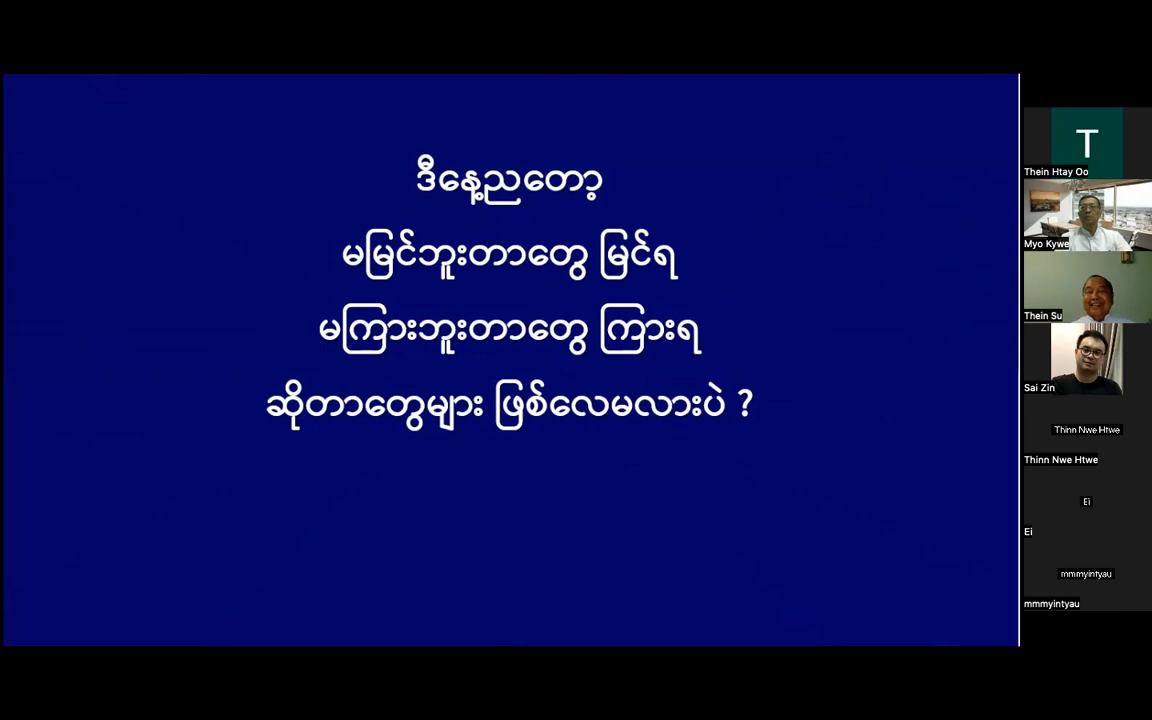 ဒီနေ့ညတော့
မမြင်ဘူးတာတွေ မြင်ရ
မကြားဘူးတာတွေ ကြားရ
ဆိုတာတွေများ ဖြစ်လေမလားပဲ ?
T
Thein Htay Oo
Myo Kywe
Thein Su
Sai Zin
Thinn Nwe Htwe
Thinn Nwe Htwe
Ei
Ei
mmmyintyau
mmmyintyau